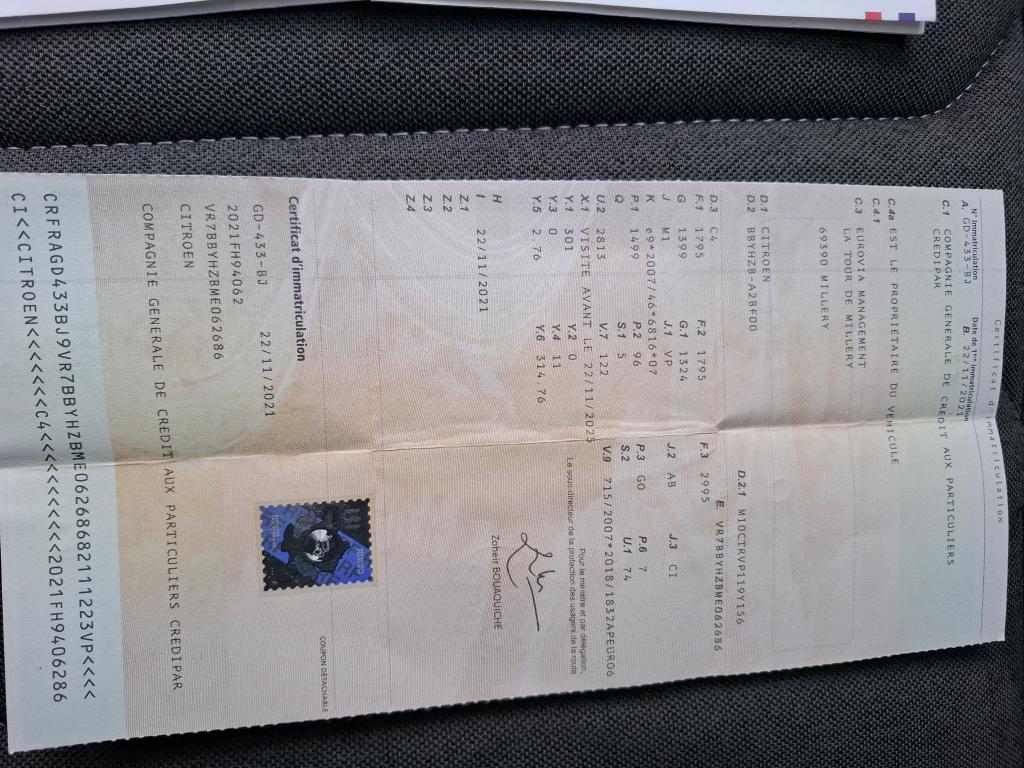 Certificat d'immatriculation
N° Immatriculation
Date de 1ère immatriculation
A. GD-433-BJ B. 22/11/2021
C.1 COMPAGNIE GENERALE DE CREDIT AUX PARTICULIERS
CREDIPAR
C.4a EST LE PROPRIÉTAIRE DU VÉHICULE
C.4.1
C.3 EUROVIA MANAGEMENT
LA TOUR DE MILLERY
69390 MILLERY
D.1 CITROEN
D.2 BBYHZB-A2BF00
D.2.1 M10CTRVP119Y156
D.3 C4 E. VR7BBYHZBME062686
F.1 1795 F.2 1795 F.3 2995
G 1399 G.1 1324
J M1 J.1 VP J.2 AB J.3 CI
K e9*2007/46*6816*07
P.1 1499 P.2 96 P.3 GO P.6 7
Q S.1 5 S.2 U.1 74
U.2 2813 V.7 122 V.9 715/2007*2018/1832APEURO6
X.1 VISITE AVANT LE 22/11/2025
Y.1 301 Y.2 0
Y.3 0 Y.4 11
Y.5 2.76 Y.6 314.76
Pour le ministre et par délégation,
Le sous-directeur de la protection des usagers de la route
Zoheir BOUAOUICHE
H
I 22/11/2021
Z.1
Z.2
Z.3
Z.4
COUPON DÉTACHABLE
Certificat d'immatriculation
GD-433-BJ 22/11/2021
2021FH94062
VR7BBYHZBME062686
CITROEN
COMPAGNIE GENERALE DE CREDIT AUX PARTICULIERS CREDIPAR
CRFRAGD433BJ9VR7BBYHZBME06268682111223VP<<<<
CI<<CITROEN<<<<<<<C4<<<<<<<<<<<2021FH9406286